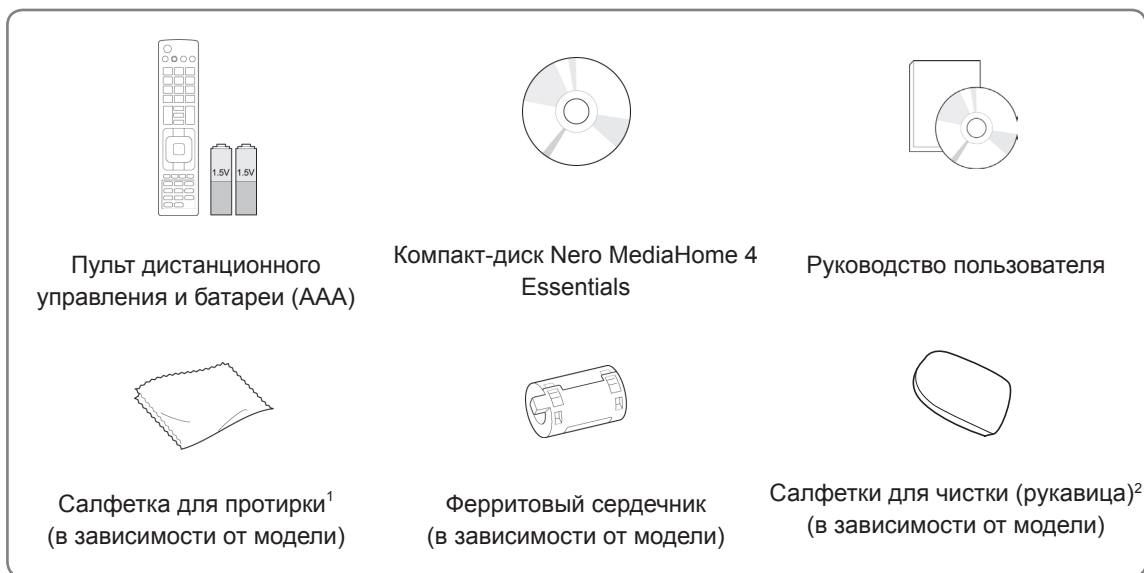 1.5V 1.5V
Пульт дистанционного
управления и батареи (ААА)
Компакт-диск Nero MediaHome 4
Essentials
Руководство пользователя
Салфетка для протирки¹
(в зависимости от модели)
Ферритовый сердечник
(в зависимости от модели)
Салфетки для чистки (рукавица)²
(в зависимости от модели)